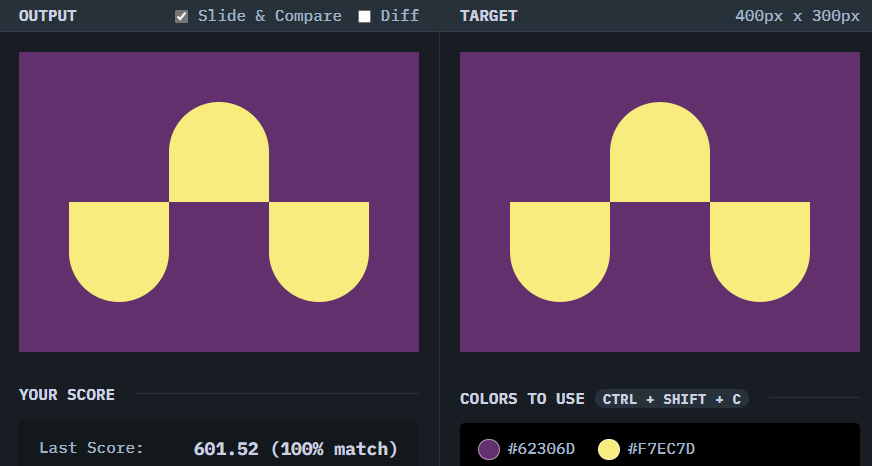 OUTPUT
Slide & Compare
Diff
TARGET
400px x 300px
YOUR SCORE
Last Score:
601.52 (100% match)
COLORS TO USE
CTRL + SHIFT + C
#62306D
#F7EC7D